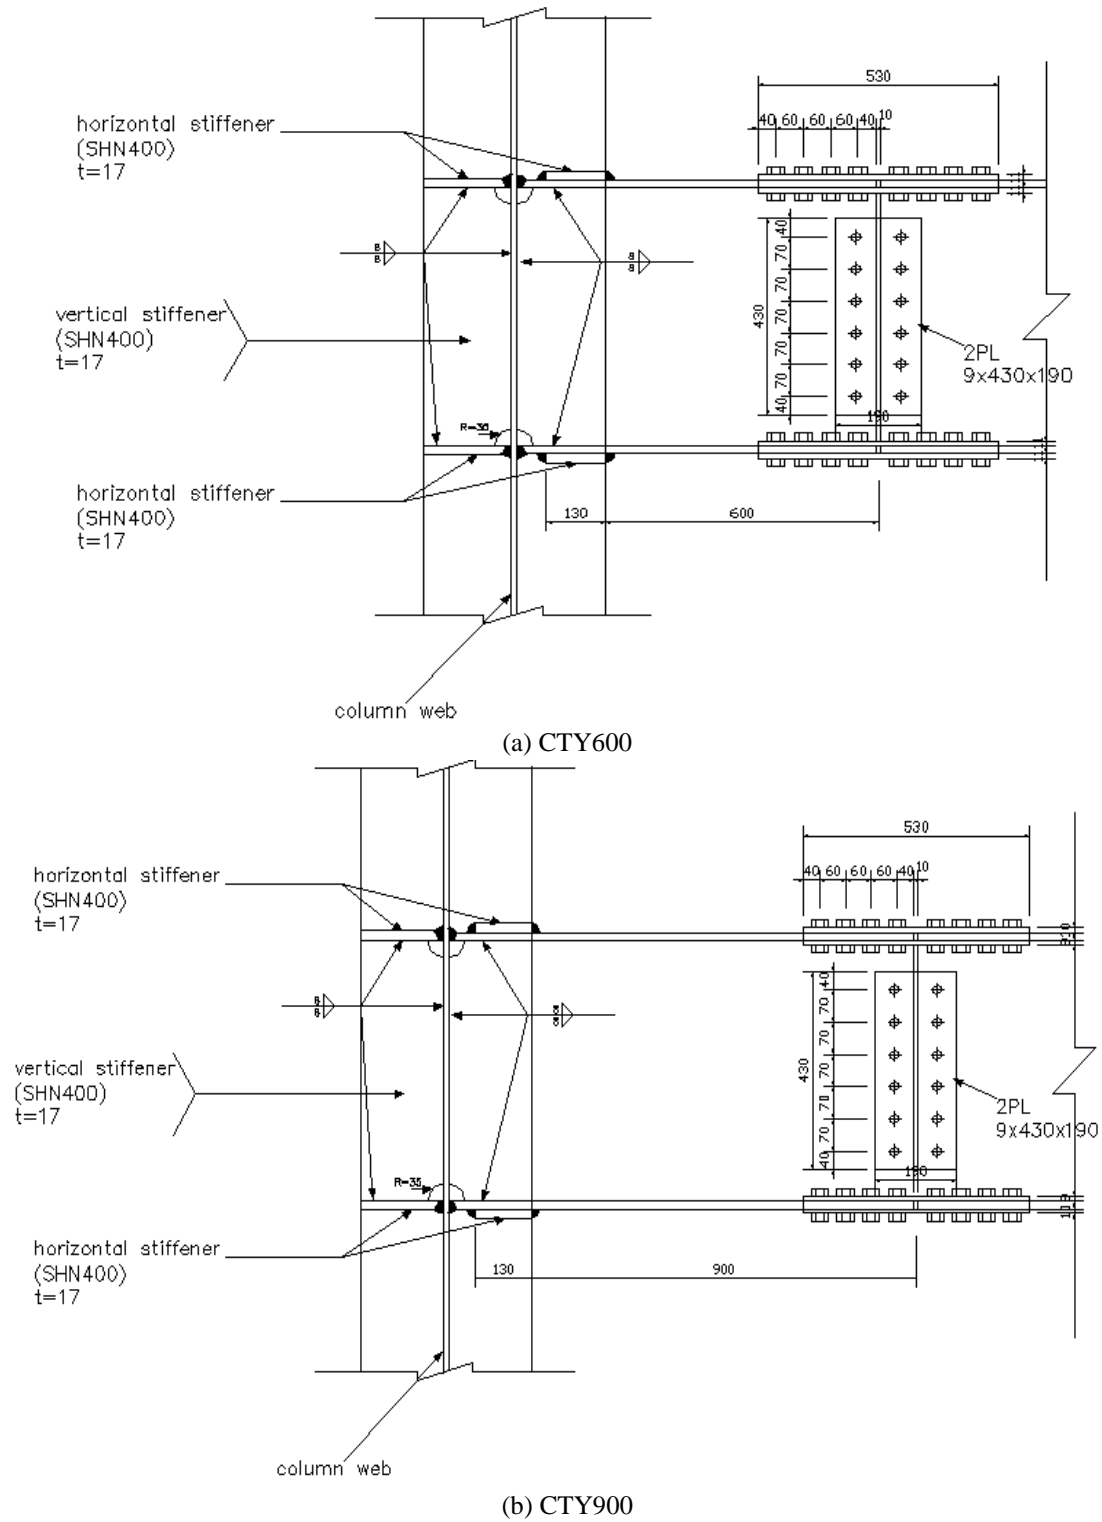 530
40 60 60 60 40 10
horizontal stiffener
(SHN400)
t=17
40
70
70
70
70
70
40
430
8
8
8
8
vertical stiffener
(SHN400)
t=17
2PL
9x430x190
190
R=35
horizontal stiffener
(SHN400)
t=17
130
600
column web
(a) CTY600
530
40 60 60 60 40 10
horizontal stiffener
(SHN400)
t=17
40
70
70
70
70
70
40
430
8
8
vertical stiffener
(SHN400)
t=17
2PL
9x430x190
190
R=35
horizontal stiffener
(SHN400)
t=17
130
900
column web
(b) CTY900